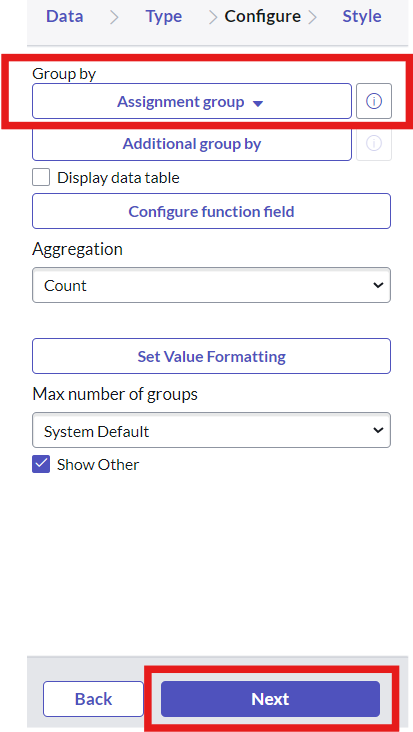 Data > Type > Configure > Style
Group by
Assignment group
Additional group by
Display data table
Configure function field
Aggregation
Count
Set Value Formatting
Max number of groups
System Default
Show Other
Back Next